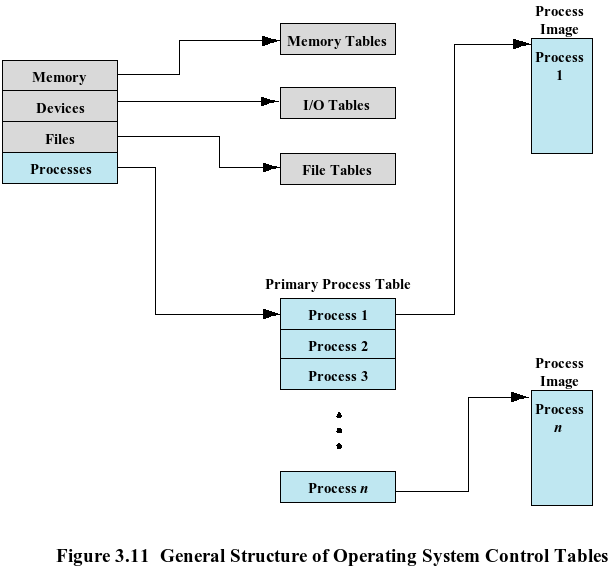 Process
Image
Memory Tables
Process
1
Memory
Devices
I/O Tables
Files
Processes
File Tables
Primary Process Table
Process 1
Process 2
Process 3
Process
Image
Process
n
Process n
Figure 3.11 General Structure of Operating System Control Tables